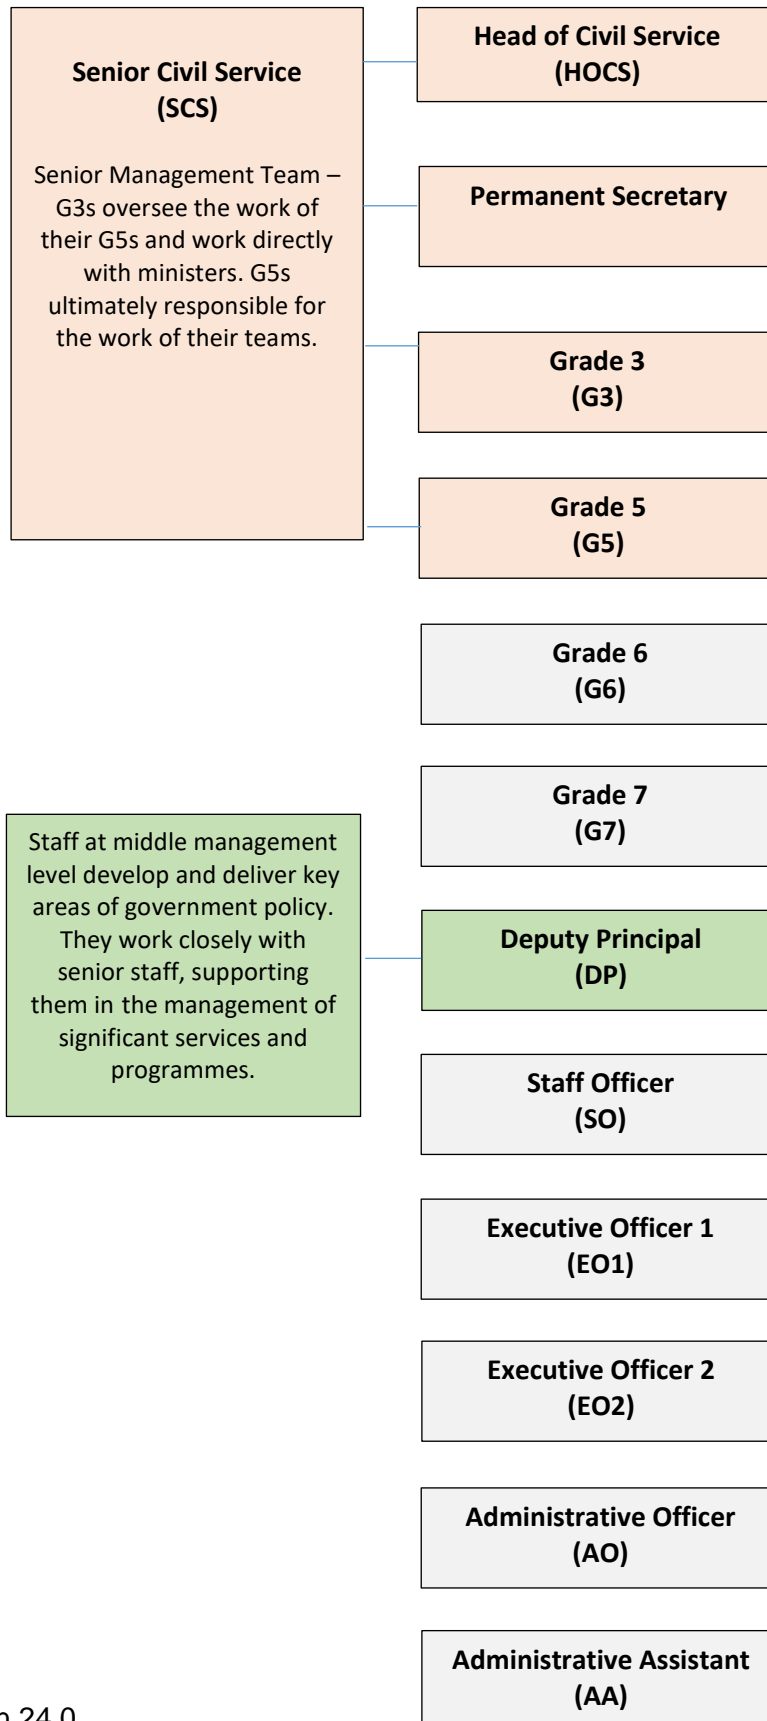 Senior Civil Service
(SCS)
Senior Management Team –
G3s oversee the work of
their G5s and work directly
with ministers. G5s
ultimately responsible for
the work of their teams.
Head of Civil Service
(HOCS)
Permanent Secretary
Grade 3
(G3)
Grade 5
(G5)
Grade 6
(G6)
Grade 7
(G7)
Staff at middle management
level develop and deliver key
areas of government policy.
They work closely with
senior staff, supporting
them in the management of
significant services and
programmes.
Deputy Principal
(DP)
Staff Officer
(SO)
Executive Officer 1
(EO1)
Executive Officer 2
(EO2)
Administrative Officer
(AO)
Administrative Assistant
(AA)
24.0